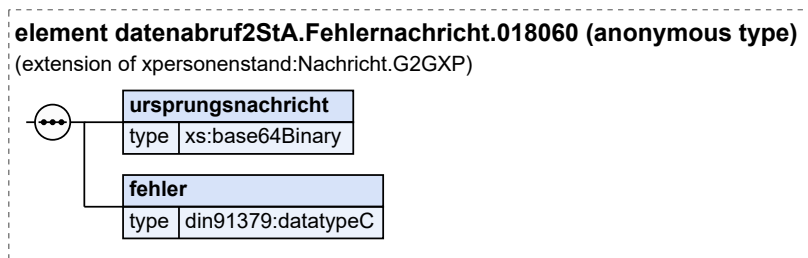 element datenabruf2StA.Fehlernachricht.018060 (anonymous type)
(extension of xpersonenstand:Nachricht.G2GXP)
ursprungsnachricht
type xs:base64Binary
fehler
type din91379:datatypeC